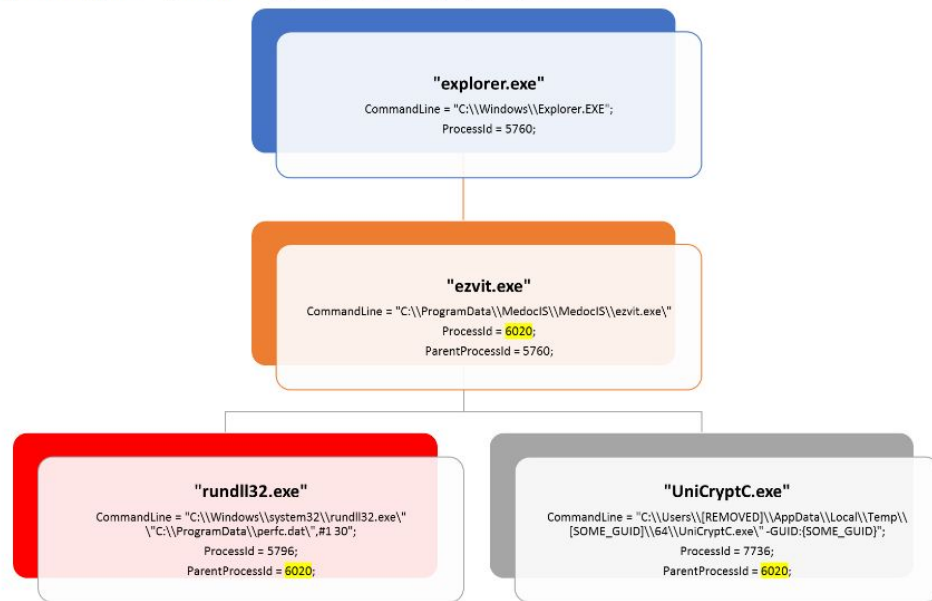 "explorer.exe"
CommandLine = "C:\\Windows\\Explorer.EXE";
ProcessId = 5760;
"ezvit.exe"
CommandLine = "C:\\ProgramData\\MedocIS\\MedocIS\\ezvit.exe\"
ProcessId = 6020;
ParentProcessId = 5760;
"rundll32.exe"
CommandLine = "C:\\Windows\\system32\\rundll32.exe\"
\"C:\\ProgramData\\perfc.dat\",#1 30";
ProcessId = 5796;
ParentProcessId = 6020;
"UniCryptC.exe"
CommandLine = "C:\\Users\\[REMOVED]\\AppData\\Local\\Temp\\
[SOME_GUID]\\64\\UniCryptC.exe\" -GUID:{SOME_GUID}";
ProcessId = 7736;
ParentProcessId = 6020;